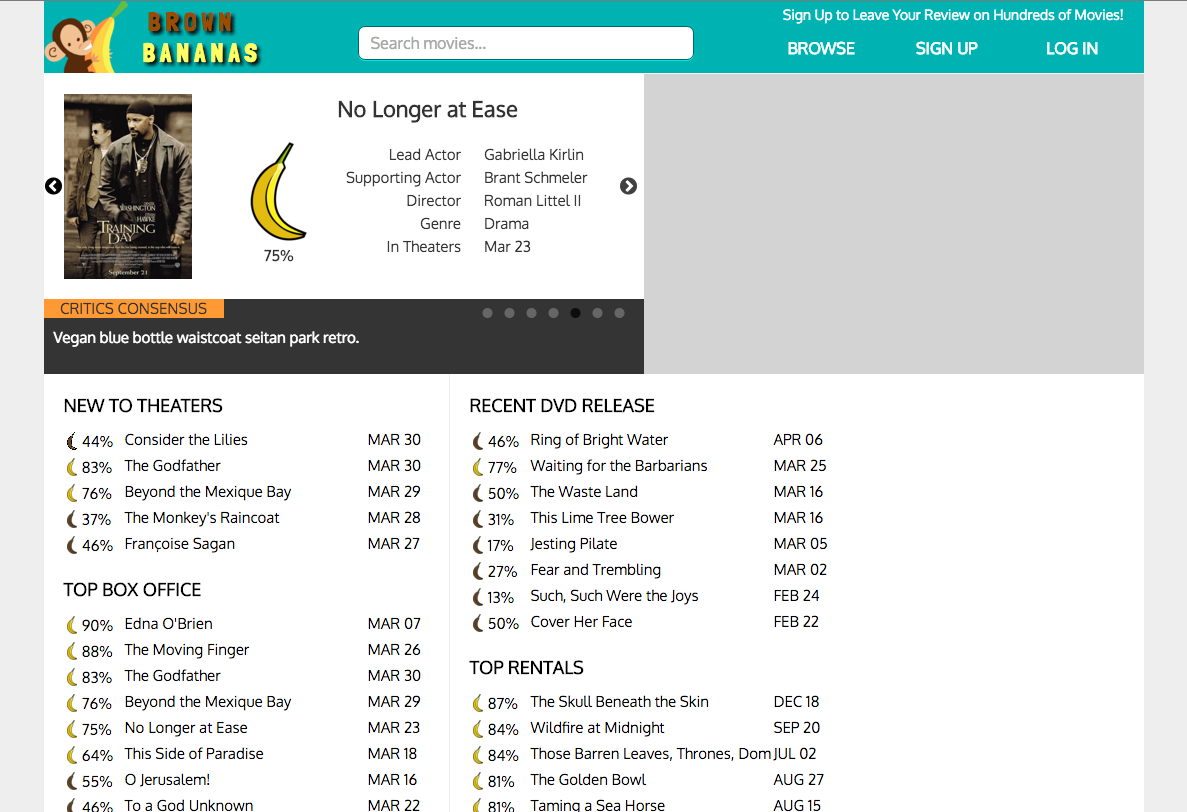 BROWN
BANANAS
Search movies...
Sign Up to Leave Your Review on Hundreds of Movies!
BROWSE SIGN UP LOG IN
WASHINGTON
HAWKE
TRAINING
DAY
September 21
75%
No Longer at Ease
Lead Actor Gabriella Kirlin
Supporting Actor Brant Schmeler
Director Roman Littel II
Genre Drama
In Theaters Mar 23
CRITICS CONSENSUS
Vegan blue bottle waistcoat seitan park retro.
NEW TO THEATERS
44% Consider the Lilies MAR 30
83% The Godfather MAR 30
76% Beyond the Mexique Bay MAR 29
37% The Monkey's Raincoat MAR 28
46% Françoise Sagan MAR 27
TOP BOX OFFICE
90% Edna O'Brien MAR 07
88% The Moving Finger MAR 26
83% The Godfather MAR 30
76% Beyond the Mexique Bay MAR 29
75% No Longer at Ease MAR 23
64% This Side of Paradise MAR 18
55% O Jerusalem! MAR 16
46% To a God Unknown MAR 22
RECENT DVD RELEASE
46% Ring of Bright Water APR 06
77% Waiting for the Barbarians MAR 25
50% The Waste Land MAR 16
31% This Lime Tree Bower MAR 16
17% Jesting Pilate MAR 05
27% Fear and Trembling MAR 02
13% Such, Such Were the Joys FEB 24
50% Cover Her Face FEB 22
TOP RENTALS
87% The Skull Beneath the Skin DEC 18
84% Wildfire at Midnight SEP 20
84% Those Barren Leaves, Thrones, Dom JUL 02
81% The Golden Bowl AUG 27
81% Taming a Sea Horse AUG 15